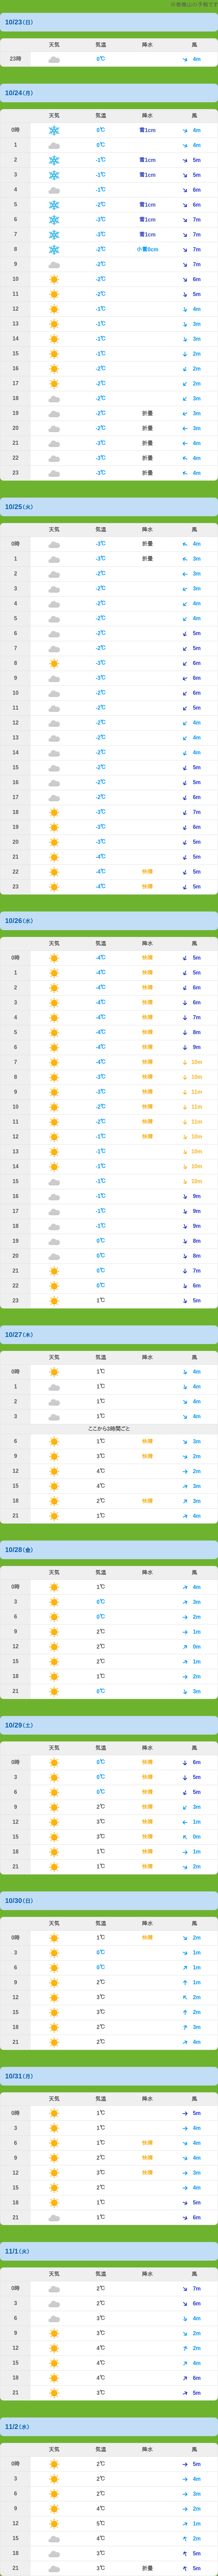 の予報です
10/23（日）
天気 気温 降水 風
23時 0℃ 4m
10/24（月）
天気 気温 降水 風
0時 0℃ 雪1cm 4m
1 0℃ 4m
2 -1℃ 雪1cm 5m
3 -1℃ 雪1cm 5m
4 -1℃ 6m
5 -2℃ 雪1cm 6m
6 -3℃ 雪1cm 7m
7 -3℃ 雪1cm 7m
8 -2℃ 小雪0cm 7m
9 -2℃ 7m
10 -2℃ 6m
11 -2℃ 5m
12 -1℃ 4m
13 -1℃ 3m
14 -1℃ 3m
15 -1℃ 2m
16 -2℃ 2m
17 -2℃ 2m
18 -2℃ 3m
19 -2℃ 折畳 3m
20 -2℃ 折畳 3m
21 -3℃ 折畳 4m
22 -3℃ 折畳 4m
23 -3℃ 折畳 4m
10/25（火）
天気 気温 降水 風
0時 -3℃ 折畳 4m
1 -3℃ 折畳 3m
2 -2℃ 3m
3 -2℃ 3m
4 -2℃ 4m
5 -2℃ 4m
6 -2℃ 5m
7 -2℃ 5m
8 -3℃ 6m
9 -3℃ 6m
10 -2℃ 6m
11 -2℃ 5m
12 -2℃ 4m
13 -2℃ 4m
14 -2℃ 4m
15 -2℃ 5m
16 -2℃ 5m
17 -2℃ 6m
18 -3℃ 7m
19 -3℃ 6m
20 -3℃ 5m
21 -4℃ 5m
22 -4℃ 快晴 5m
23 -4℃ 快晴 5m
10/26（水）
天気 気温 降水 風
0時 -4℃ 快晴 5m
1 -4℃ 快晴 5m
2 -4℃ 快晴 6m
3 -4℃ 快晴 6m
4 -4℃ 快晴 7m
5 -4℃ 快晴 8m
6 -4℃ 快晴 9m
7 -4℃ 快晴 10m
8 -3℃ 快晴 10m
9 -3℃ 快晴 11m
10 -2℃ 快晴 11m
11 -2℃ 快晴 11m
12 -1℃ 快晴 10m
13 -1℃ 10m
14 -1℃ 10m
15 -1℃ 10m
16 -1℃ 9m
17 -1℃ 9m
18 -1℃ 9m
19 0℃ 8m
20 0℃ 8m
21 0℃ 7m
22 0℃ 6m
23 1℃ 5m
10/27（木）
天気 気温 降水 風
0時 1℃ 4m
1 1℃ 4m
2 1℃ 4m
3 1℃ 4m
ここから3時間ごと
6 1℃ 快晴 3m
9 3℃ 快晴 2m
12 4℃ 2m
15 4℃ 3m
18 2℃ 快晴 3m
21 1℃ 4m
10/28（金）
天気 気温 降水 風
0時 1℃ 4m
3 0℃ 3m
6 0℃ 2m
9 2℃ 1m
12 2℃ 0m
15 2℃ 1m
18 1℃ 2m
21 0℃ 3m
10/29（土）
天気 気温 降水 風
0時 0℃ 快晴 6m
3 0℃ 快晴 5m
6 0℃ 快晴 5m
9 2℃ 快晴 3m
12 3℃ 快晴 1m
15 3℃ 快晴 0m
18 1℃ 快晴 1m
21 1℃ 快晴 2m
10/30（日）
天気 気温 降水 風
0時 1℃ 快晴 2m
3 0℃ 1m
6 0℃ 1m
9 2℃ 1m
12 3℃ 2m
15 3℃ 2m
18 2℃ 3m
21 2℃ 4m
10/31（月）
天気 気温 降水 風
0時 1℃ 5m
3 1℃ 4m
6 1℃ 快晴 4m
9 2℃ 快晴 4m
12 3℃ 快晴 3m
15 2℃ 4m
18 1℃ 5m
21 1℃ 6m
11/1（火）
天気 気温 降水 風
0時 2℃ 7m
3 2℃ 6m
6 3℃ 4m
9 3℃ 2m
12 4℃ 2m
15 4℃ 4m
18 4℃ 6m
21 3℃ 5m
11/2（水）
天気 気温 降水 風
0時 2℃ 5m
3 2℃ 4m
6 2℃ 3m
9 4℃ 2m
12 5℃ 1m
15 4℃ 2m
18 3℃ 5m
21 3℃ 折畳 5m